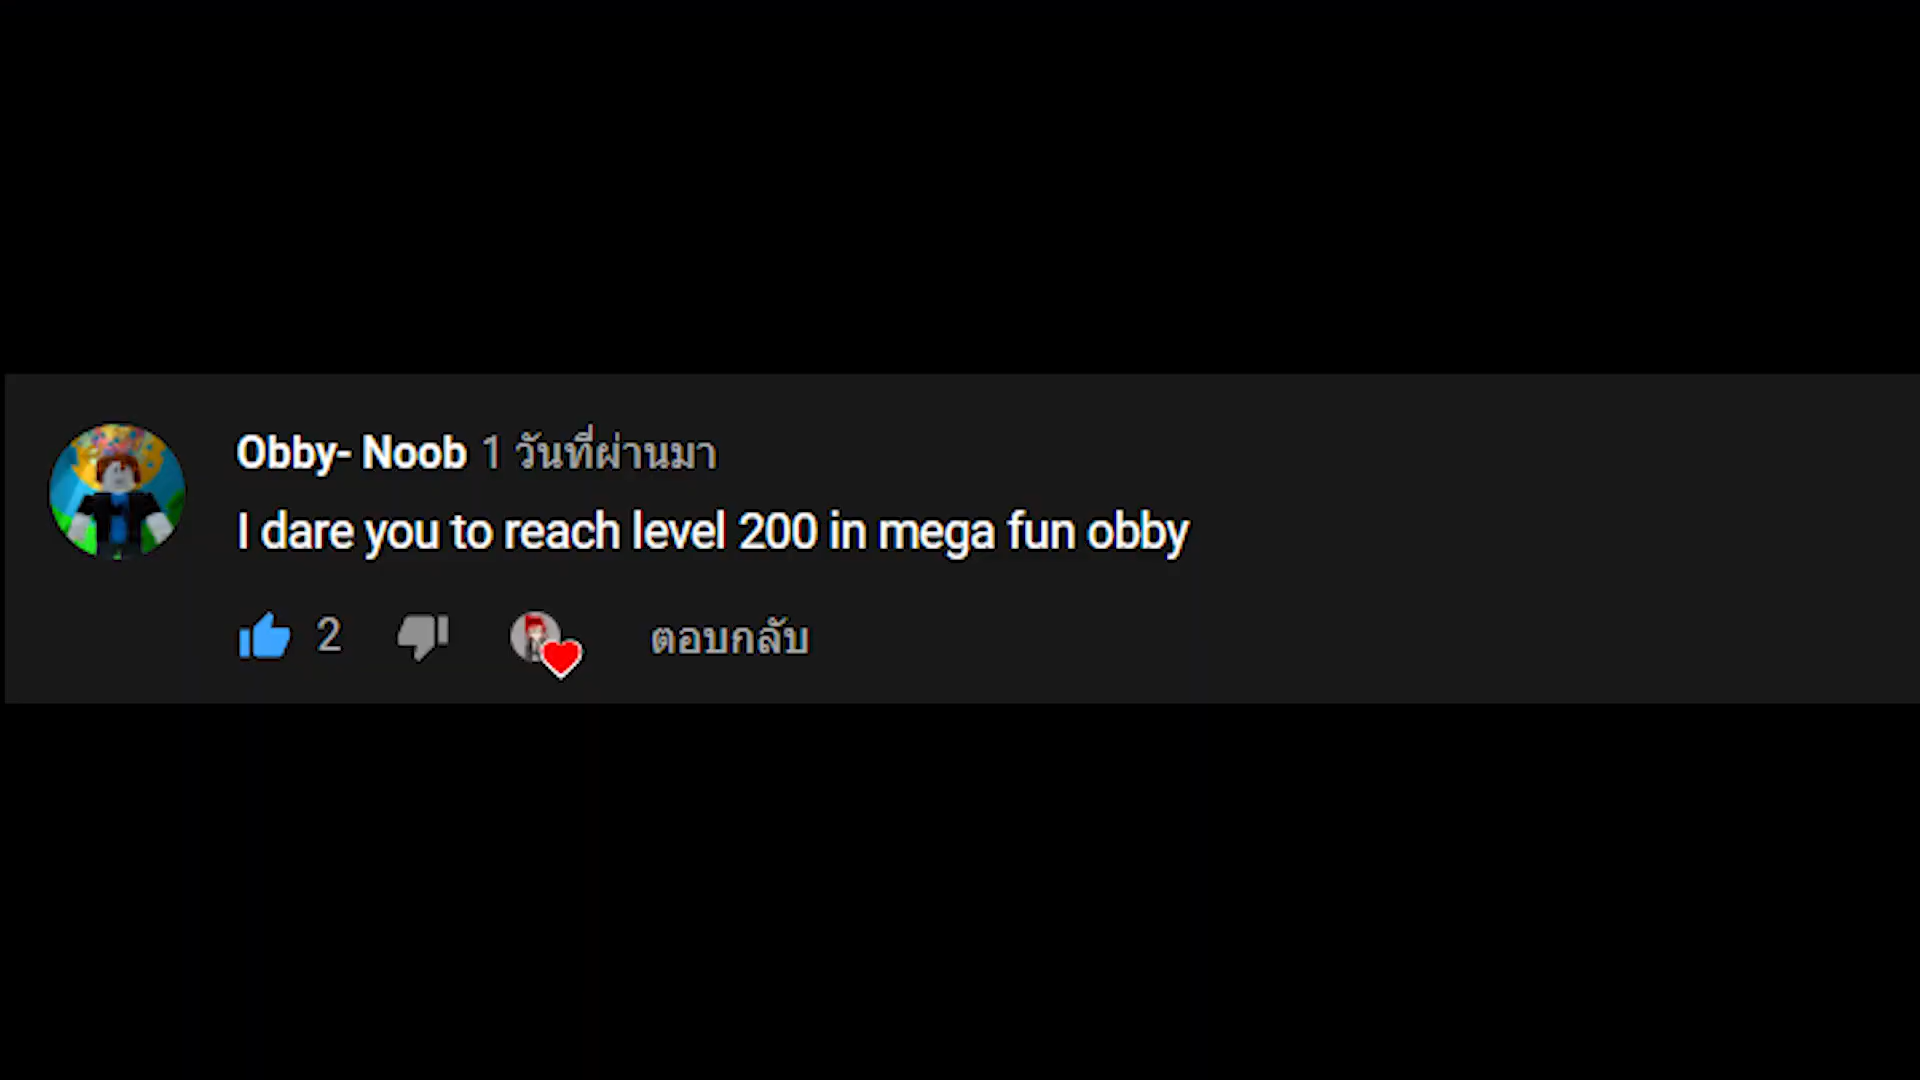 Obby- Noob 1 วันที่ผ่านมา
I dare you to reach level 200 in mega fun obby
2 ตอบกลับ